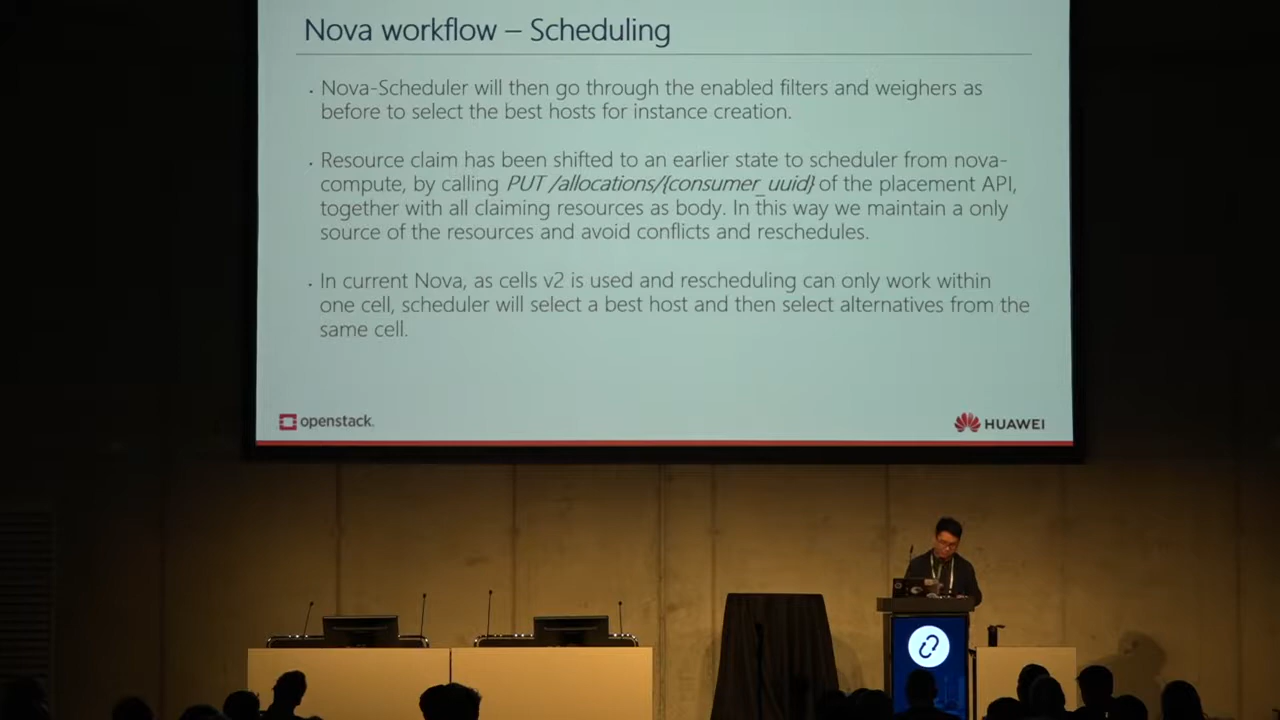 Nova workflow – Scheduling
. Nova-Scheduler will then go through the enabled filters and weighers as
before to select the best hosts for instance creation.
. Resource claim has been shifted to an earlier state to scheduler from nova-
compute, by calling PUT /allocations/{consumer_uuid} of the placement API,
together with all claiming resources as body. In this way we maintain a only
source of the resources and avoid conflicts and reschedules.
. In current Nova, as cells v2 is used and rescheduling can only work within
one cell, scheduler will select a best host and then select alternatives from the
same cell.
openstack.
HUAWEI